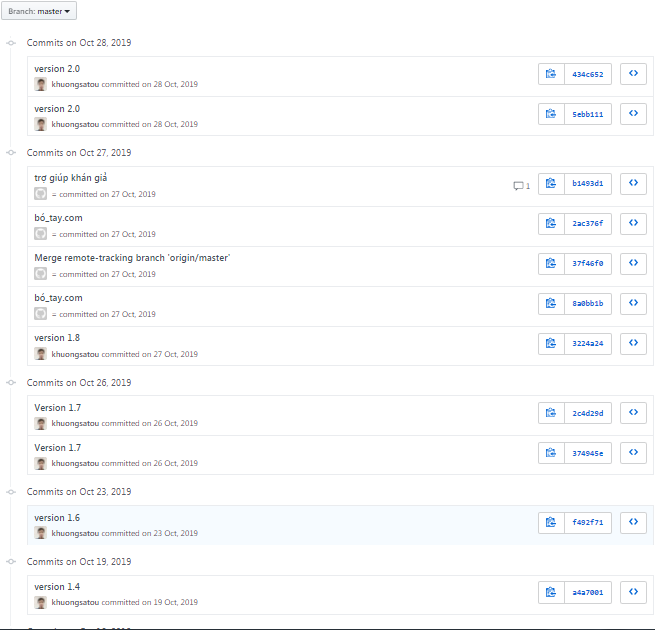 Branch: master
Commits on Oct 28, 2019
version 2.0
434c652
khuongsatou committed on 28 Oct, 2019
version 2.0
5ebb111
khuongsatou committed on 28 Oct, 2019
Commits on Oct 27, 2019
trợ giúp khán giả
1
b1493d1
= committed on 27 Oct, 2019
bó_tay.com
2ac376f
= committed on 27 Oct, 2019
Merge remote-tracking branch 'origin/master'
37f46f0
= committed on 27 Oct, 2019
bó_tay.com
8a0bb1b
= committed on 27 Oct, 2019
version 1.8
3224a24
khuongsatou committed on 27 Oct, 2019
Commits on Oct 26, 2019
Version 1.7
2c4d29d
khuongsatou committed on 26 Oct, 2019
Version 1.7
374945e
khuongsatou committed on 26 Oct, 2019
Commits on Oct 23, 2019
version 1.6
f492f71
khuongsatou committed on 23 Oct, 2019
Commits on Oct 19, 2019
version 1.4
a4a7001
khuongsatou committed on 19 Oct, 2019